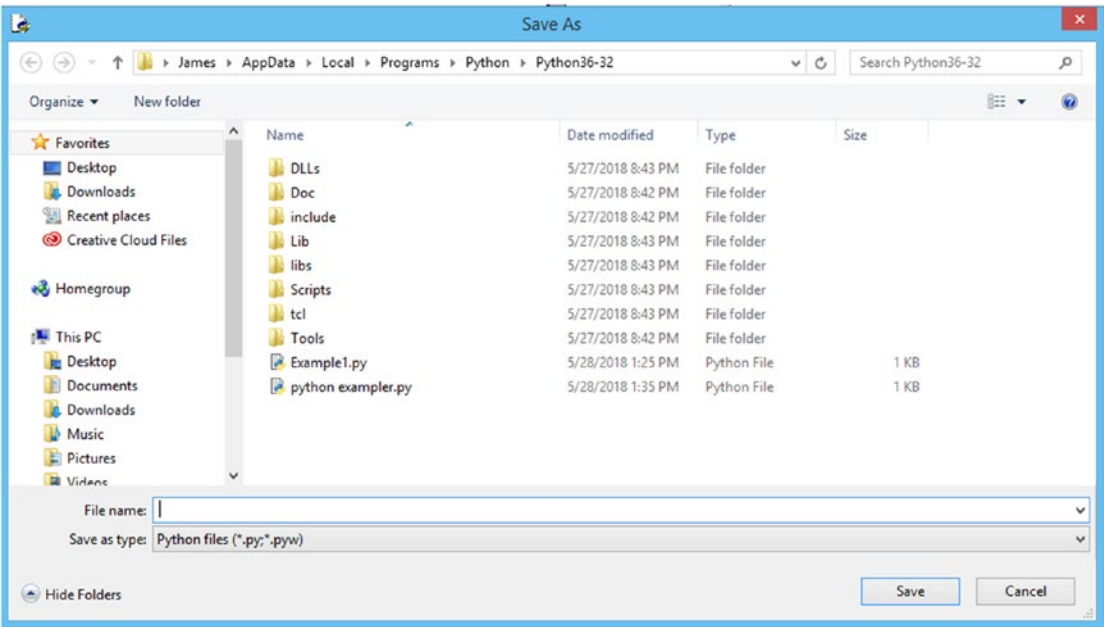 Save As
James ▸ AppData ▸ Local ▸ Programs ▸ Python ▸ Python36-32
Search Python36-32
Organize New folder
Name Date modified Type Size
Favorites
Desktop
Downloads
Recent places
Creative Cloud Files
Homegroup
This PC
Desktop
Documents
Downloads
Music
Pictures
Videos
DLLs 5/27/2018 8:43 PM File folder
Doc 5/27/2018 8:42 PM File folder
include 5/27/2018 8:42 PM File folder
Lib 5/27/2018 8:43 PM File folder
libs 5/27/2018 8:43 PM File folder
Scripts 5/27/2018 8:43 PM File folder
tcl 5/27/2018 8:43 PM File folder
Tools 5/27/2018 8:42 PM File folder
Example1.py 5/28/2018 1:25 PM Python File 1 KB
python exampler.py 5/28/2018 1:35 PM Python File 1 KB
File name:
Save as type: Python files (*.py;*.pyw)
Hide Folders
Save Cancel